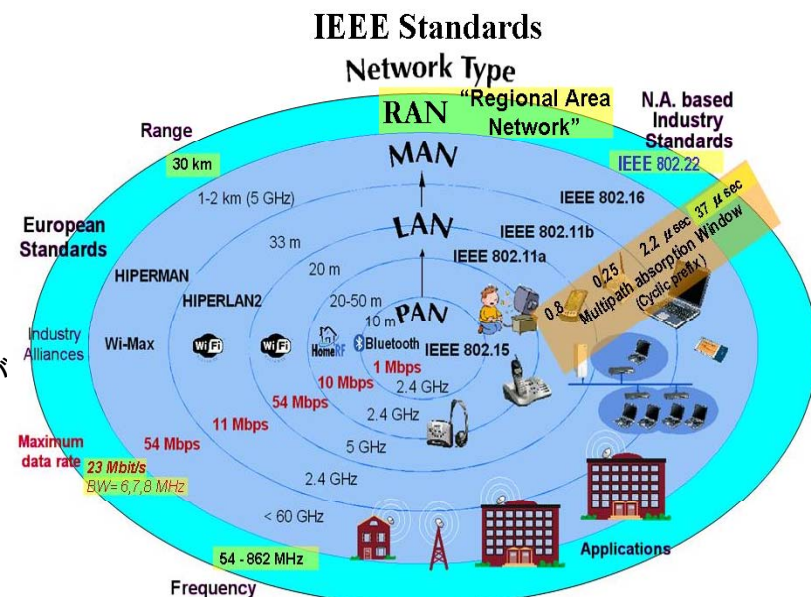 IEEE Standards
Network Type
RAN
"Regional Area
Network"
N.A. based
Industry
Standards
IEEE 802.22
Range
30 km
MAN
1-2 km (5 GHz)
IEEE 802.16
European
Standards
33 m
LAN
IEEE 802.11b
HIPERMAN
20 m
IEEE 802.11a
HIPERLAN2
20-50 m
PAN
10 m
0.8
0.25
2.2 μsec
37 μsec
Multipath absorption Window
(Cyclic prefix)
Industry
Alliances
Wi-Max
Wi Fi
Wi Fi
HomeRF
Bluetooth
IEEE 802.15
1 Mbps
10 Mbps
54 Mbps
11 Mbps
54 Mbps
2.4 GHz
2.4 GHz
5 GHz
2.4 GHz
< 60 GHz
Maximum
data rate
23 Mbit/s
BW= 6,7,8 MHz
54 - 862 MHz
Frequency
Applications